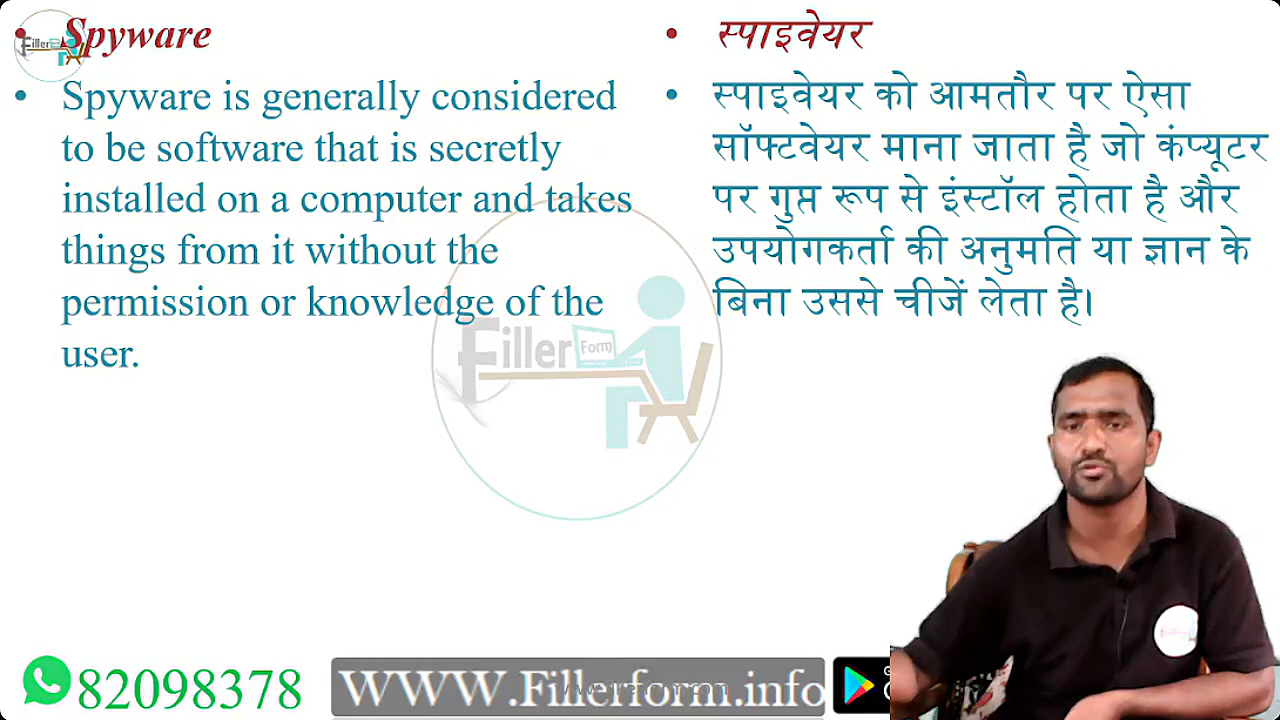 Spyware
Spyware is generally considered
to be software that is secretly
installed on a computer and takes
things from it without the
permission or knowledge of the
user.
स्पाइवेयर
स्पाइवेयर को आमतौर पर ऐसा
सॉफ्टवेयर माना जाता है जो कंप्यूटर
पर गुप्त रूप से इंस्टॉल होता है और
उपयोगकर्ता की अनुमति या ज्ञान के
बिना उससे चीजें लेता है।
Filler Form
82098378
www.Fillerform.info